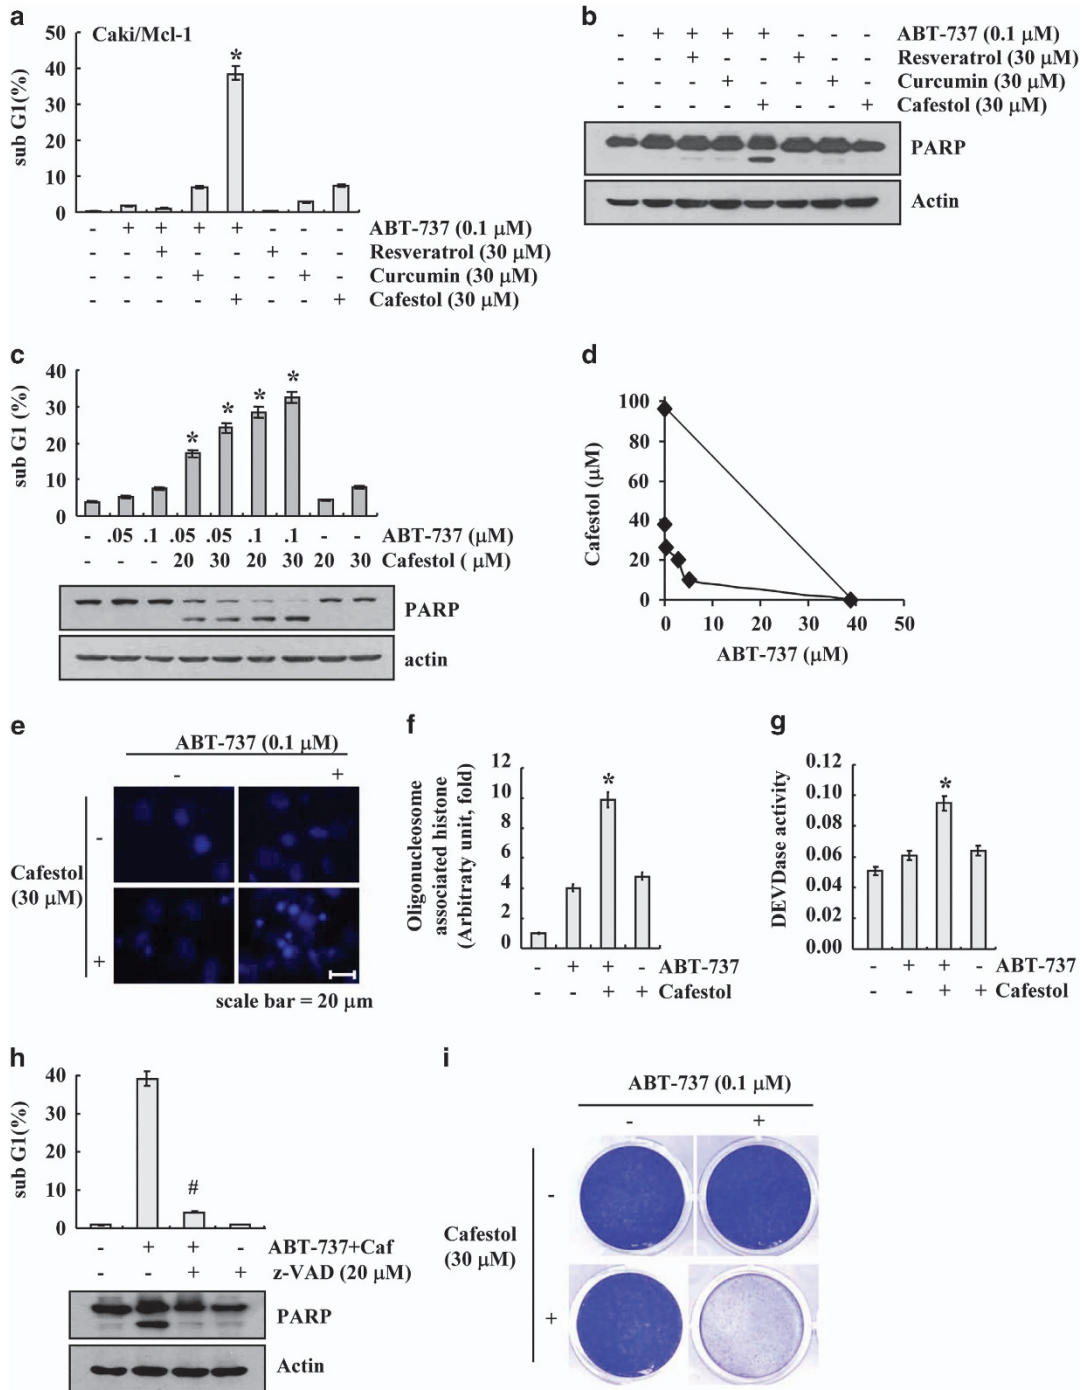 a
Caki/Mcl-1
sub G1(%)
50
40
30
20
10
0
- + + + + - - - ABT-737 (0.1 μM)
- - + - - + - - Resveratrol (30 μM)
- - - + - - + - Curcumin (30 μM)
- - - - + - - + Cafestol (30 μM)
b
- + + + + - - - ABT-737 (0.1 μM)
- - + - - + - - Resveratrol (30 μM)
- - - + - - + - Curcumin (30 μM)
- - - - + - - + Cafestol (30 μM)
PARP
Actin
c
sub G1 (%)
40
30
20
10
0
* * * *
- .05 .1 .05 .05 .1 .1 - - ABT-737 (μM)
- - - 20 30 20 30 20 30 Cafestol ( μM)
PARP
actin
d
Cafestol (μM)
100
80
60
40
20
0
0 10 20 30 40 50
ABT-737 (μM)
e
ABT-737 (0.1 μM)
- +
Cafestol
(30 μM)
-
+
scale bar = 20 μm
f
Oligonucleosome
associated histone
(Arbitraty unit, fold)
12
10
8
6
4
2
0
*
- + + - ABT-737
- - + + Cafestol
g
DEVDase activity
0.12
0.10
0.08
0.06
0.04
0.02
0.00
*
- + + - ABT-737
- - + + Cafestol
h
sub G1(%)
40
30
20
10
0
#
- + + - ABT-737+Caf
- - + + z-VAD (20 μM)
PARP
Actin
i
ABT-737 (0.1 μM)
- +
Cafestol
(30 μM)
-
+